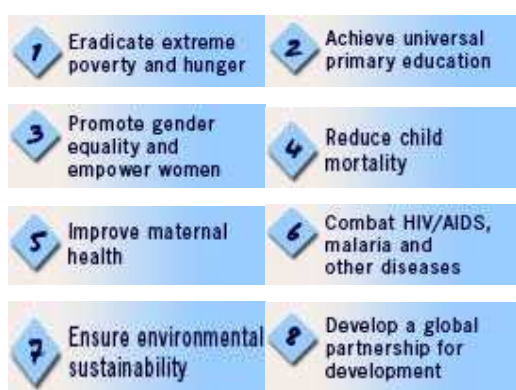 1 Eradicate extreme
poverty and hunger
2 Achieve universal
primary education
3 Promote gender
equality and
empower women
4 Reduce child
mortality
5 Improve maternal
health
6 Combat HIV/AIDS,
malaria and
other diseases
7 Ensure environmental
sustainability
8 Develop a global
partnership for
development